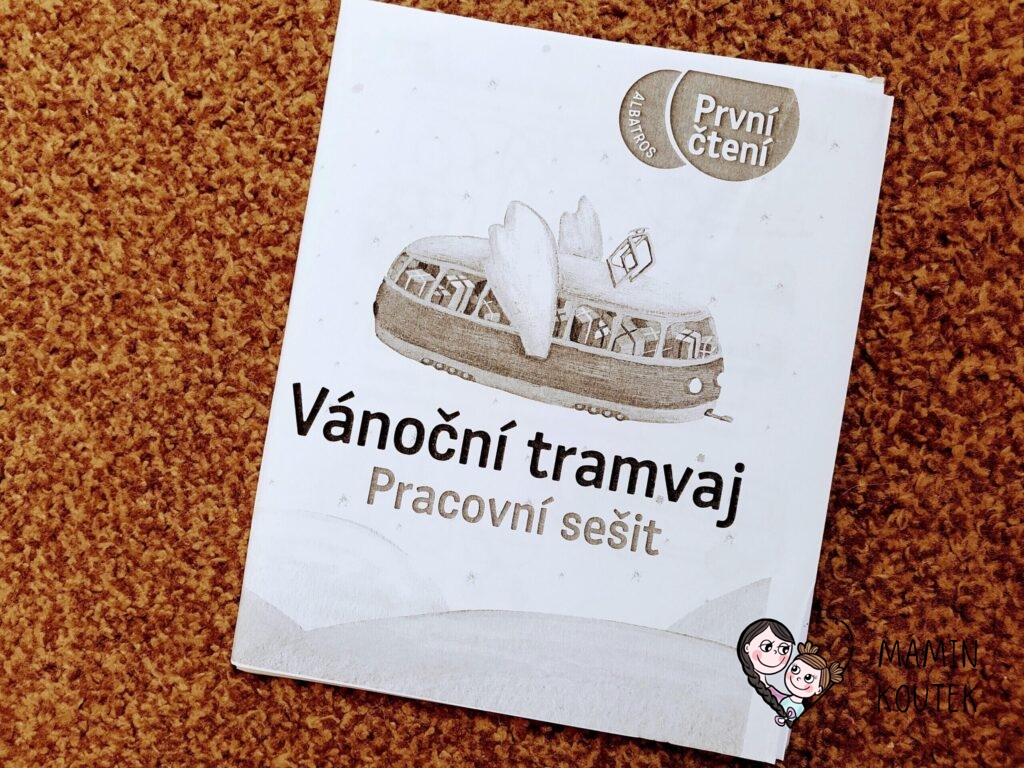 ALBATROS
První
čtení
Vánoční tramvaj
Pracovní sešit
MAMIN
KOUTEK